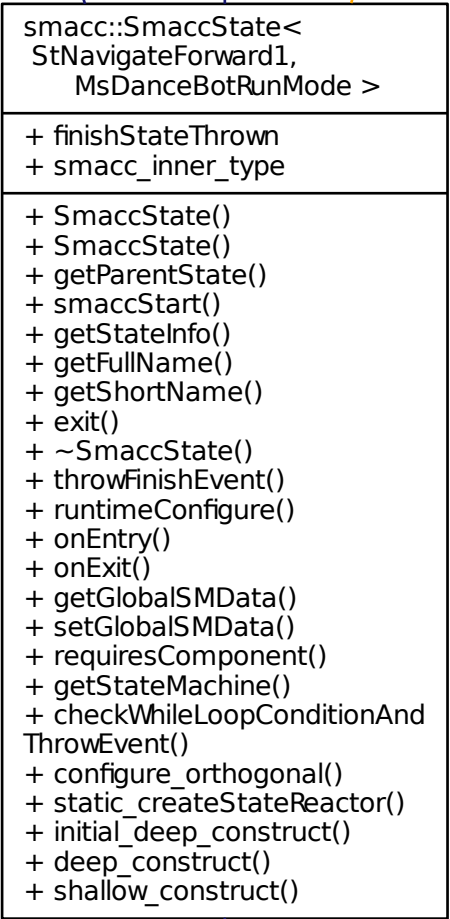 smacc::SmaccState<
StNavigateForward1,
MsDanceBotRunMode >
+ finishStateThrown
+ smacc_inner_type
+ SmaccState()
+ SmaccState()
+ getParentState()
+ smaccStart()
+ getStateInfo()
+ getFullName()
+ getShortName()
+ exit()
+ ~SmaccState()
+ throwFinishEvent()
+ runtimeConfigure()
+ onEntry()
+ onExit()
+ getGlobalSMData()
+ setGlobalSMData()
+ requiresComponent()
+ getStateMachine()
+ checkWhileLoopConditionAnd
ThrowEvent()
+ configure_orthogonal()
+ static_createStateReactor()
+ initial_deep_construct()
+ deep_construct()
+ shallow_construct()